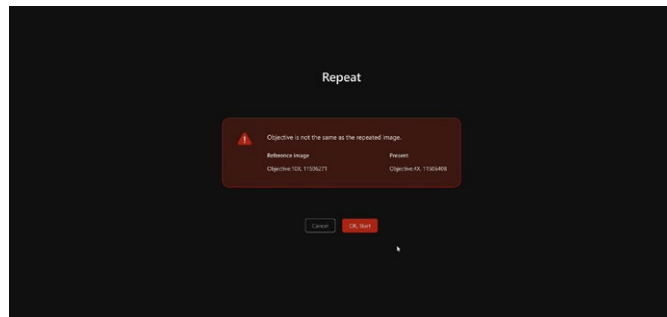 Repeat
Objective is not the same as the repeated image.
Reference image
Present
Objective 10X, 11506271
Objective 4X, 11506408
Cancel
OK, Start